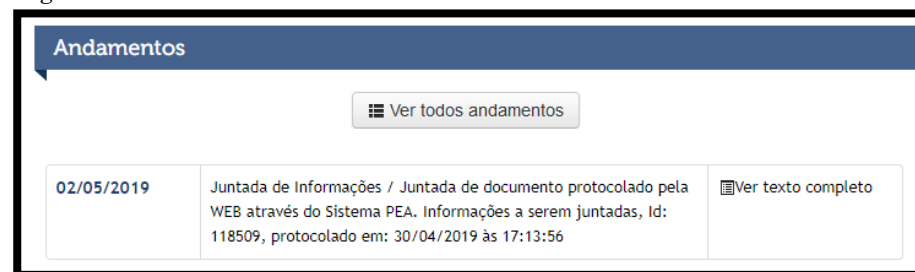 Andamentos
Ver todos andamentos
02/05/2019
Juntada de Informações / Juntada de documento protocolado pela
WEB através do Sistema PEA. Informações a serem juntadas, Id:
118509, protocolado em: 30/04/2019 às 17:13:56
Ver texto completo